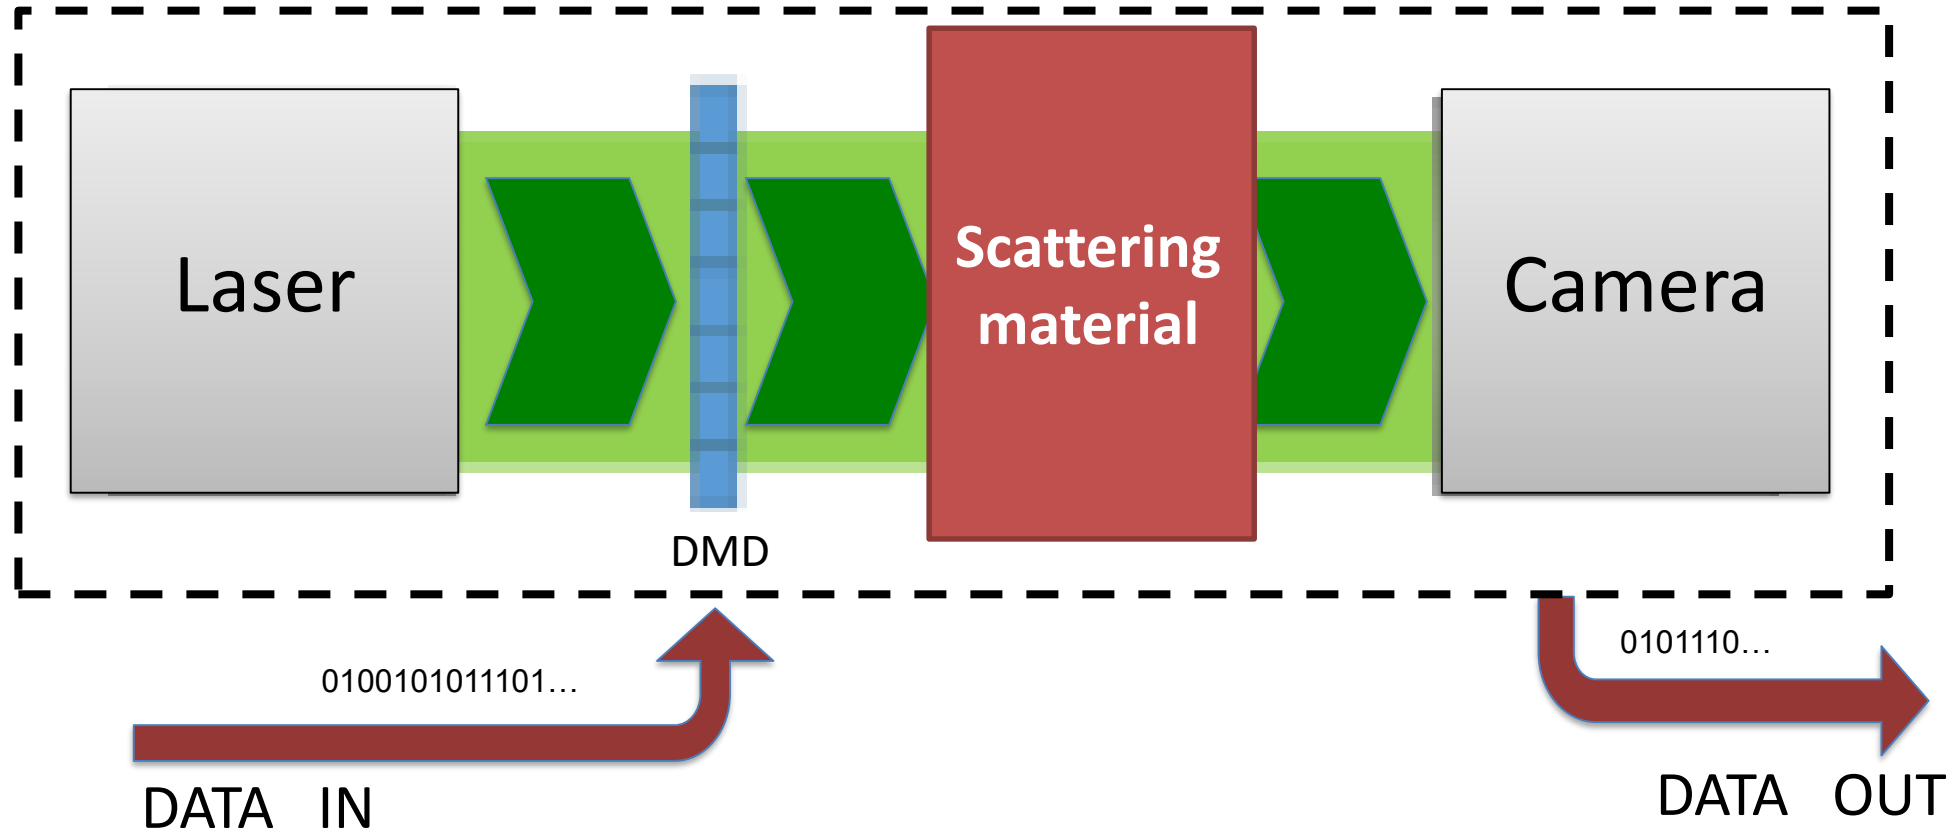 Laser
Scattering
material
Camera
DMD
0100101011101...
0101110...
DATA IN
DATA OUT